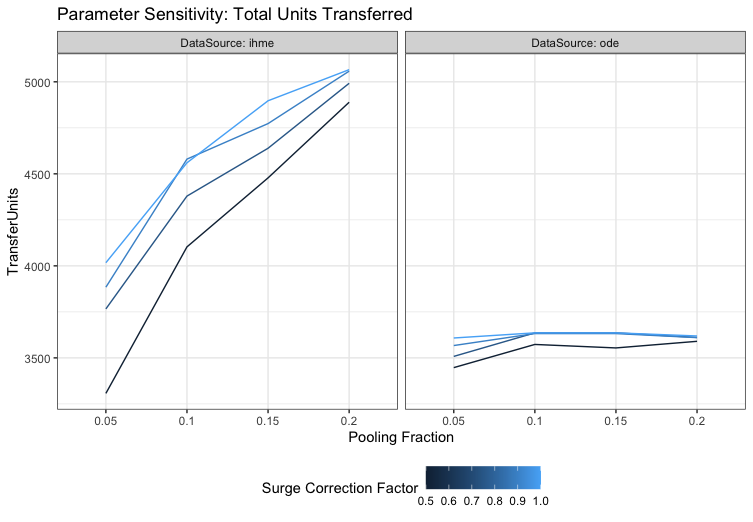 Parameter Sensitivity: Total Units Transferred
DataSource: ihme
DataSource: ode
TransferUnits
5000
4500
4000
3500
0.05 0.1 0.15 0.2
0.05 0.1 0.15 0.2
Pooling Fraction
Surge Correction Factor
0.5 0.6 0.7 0.8 0.9 1.0